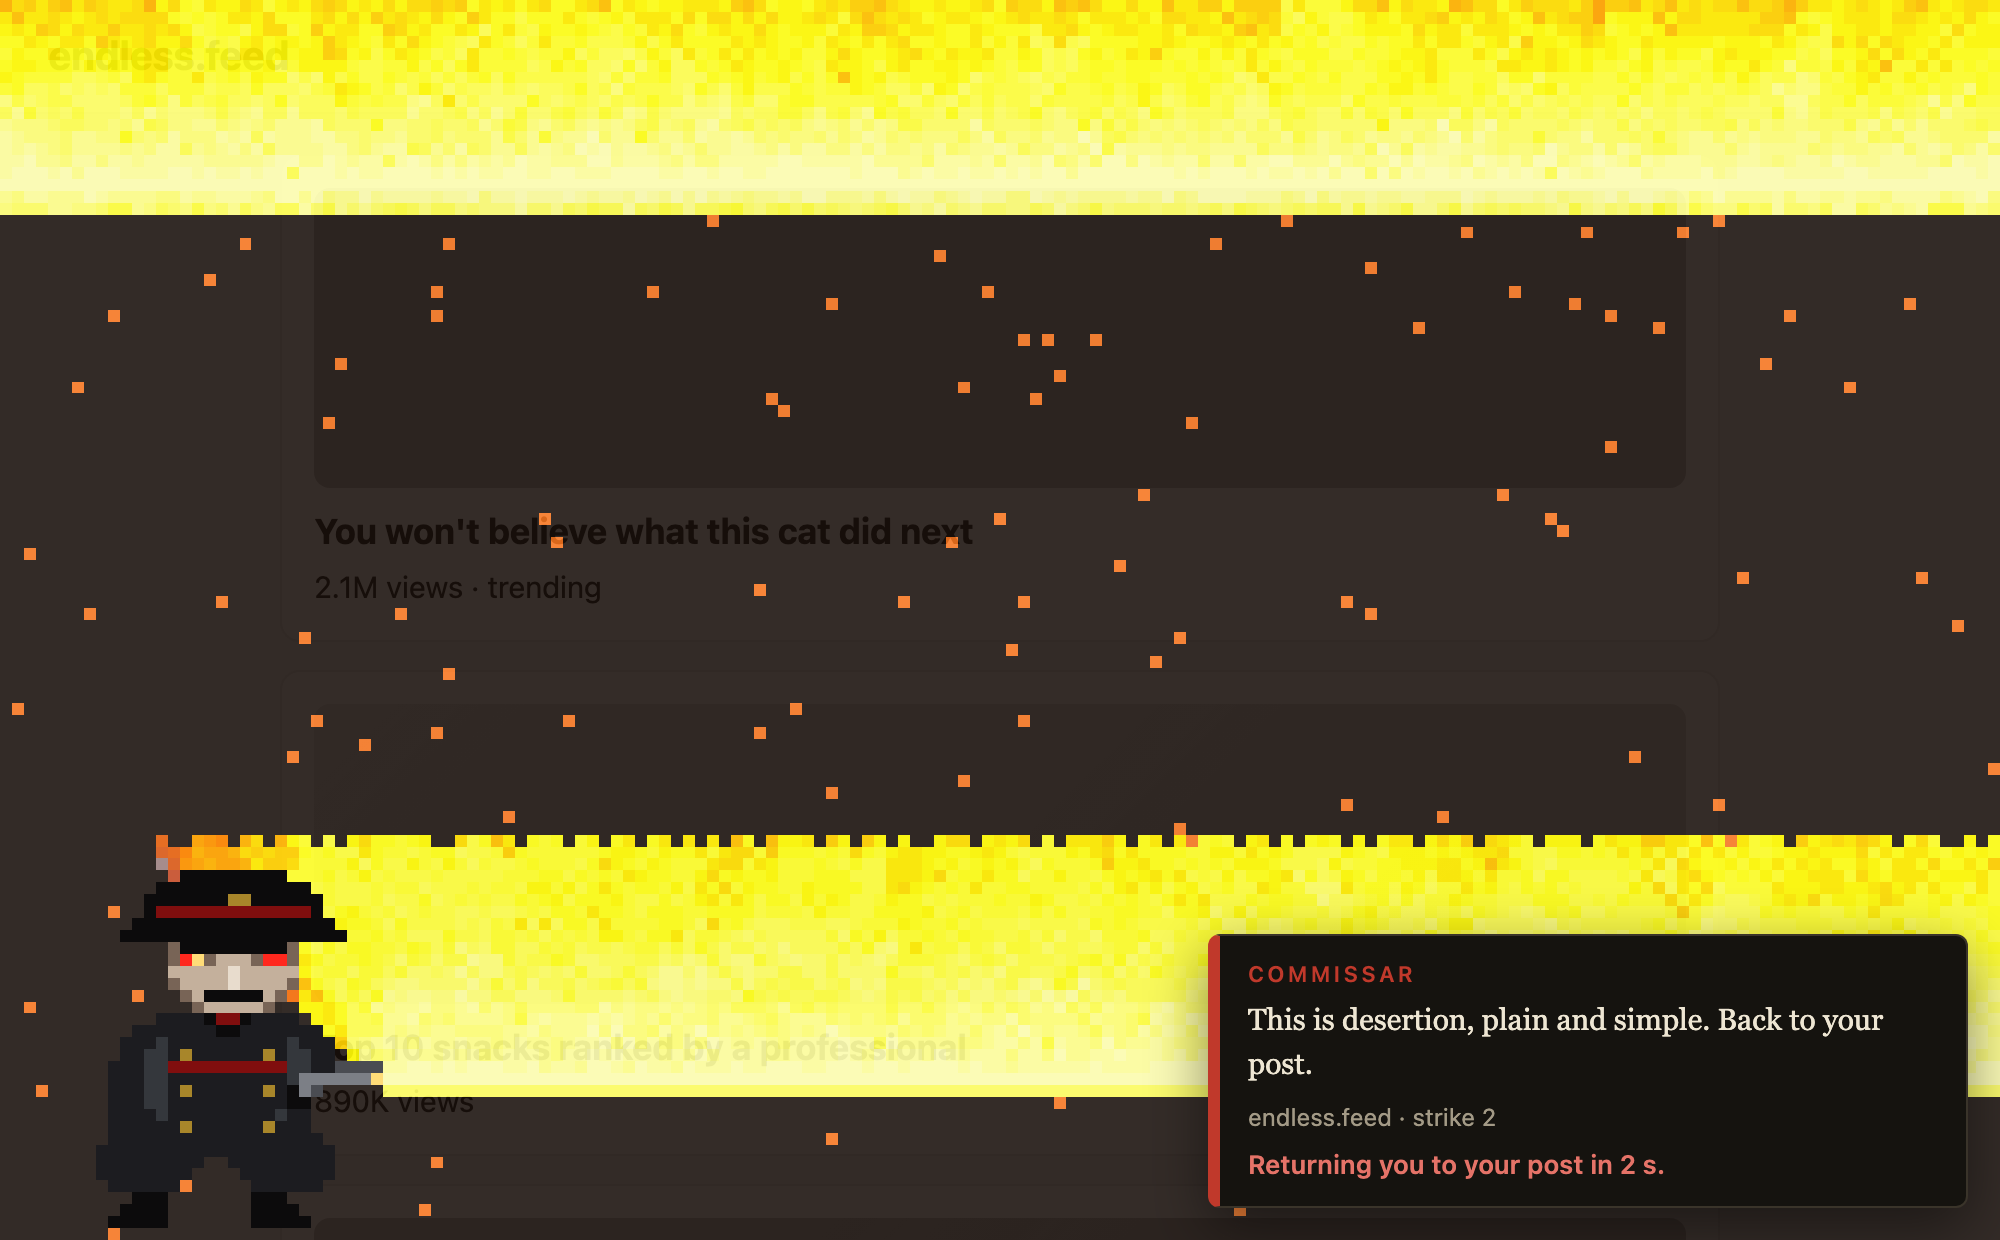 endless.feed
You won't believe what this cat did next
2.1M views · trending
op 10 snacks ranked by a professional
890K views
COMMISSAR
This is desertion, plain and simple. Back to your
post.
endless.feed · strike 2
Returning you to your post in 2 s.